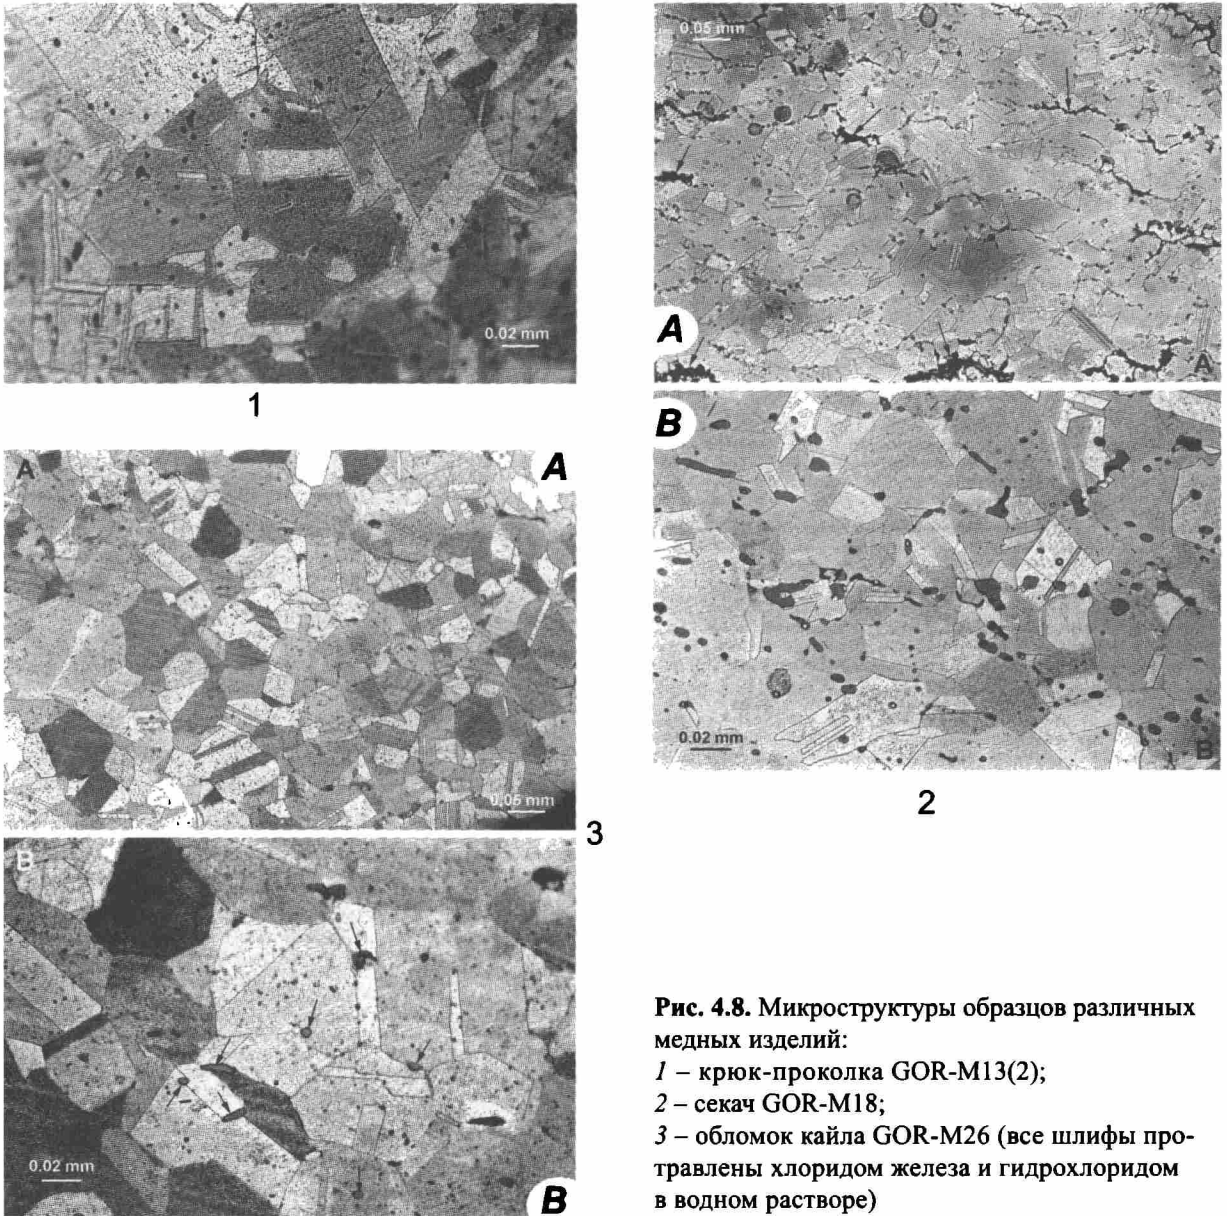 0.02 mm
1
0.05 mm
A
A
B
0.02 mm
B
2
A
A
0.05 mm
3
B
0.02 mm
B
Рис. 4.8. Микроструктуры образцов различных
медных изделий:
1 – крюк-проколка GOR-M13(2);
2 – секач GOR-M18;
3 – обломок кайла GOR-M26 (все шлифы про-
травлены хлоридом железа и гидрохлоридом
в водном растворе)